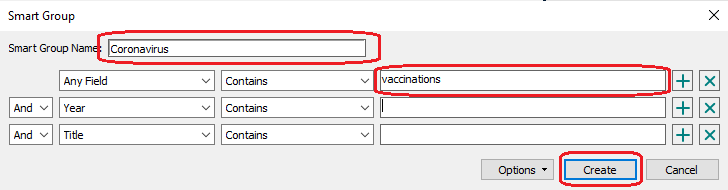 Smart Group
Smart Group Name: Coronavirus
Any Field Contains vaccinations
And Year Contains
And Title Contains
Options Create Cancel